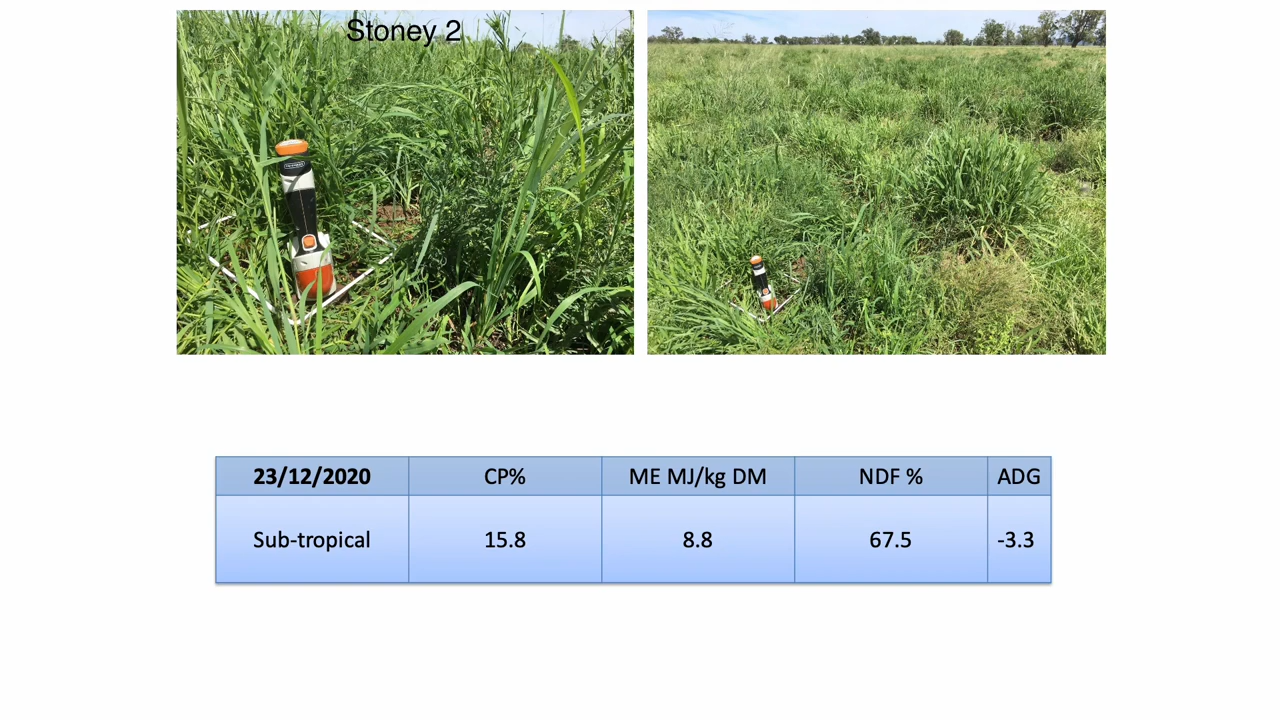 Stoney 2
23/12/2020 CP% ME MJ/kg DM NDF % ADG
Sub-tropical 15.8 8.8 67.5 -3.3